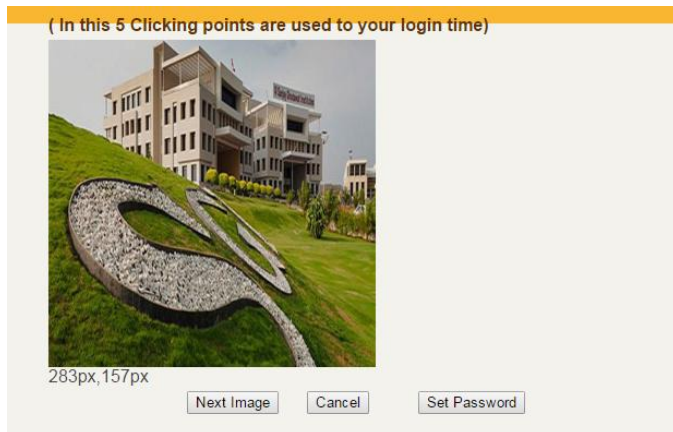 ( In this 5 Clicking points are used to your login time)
283px,157px
Next Image Cancel Set Password